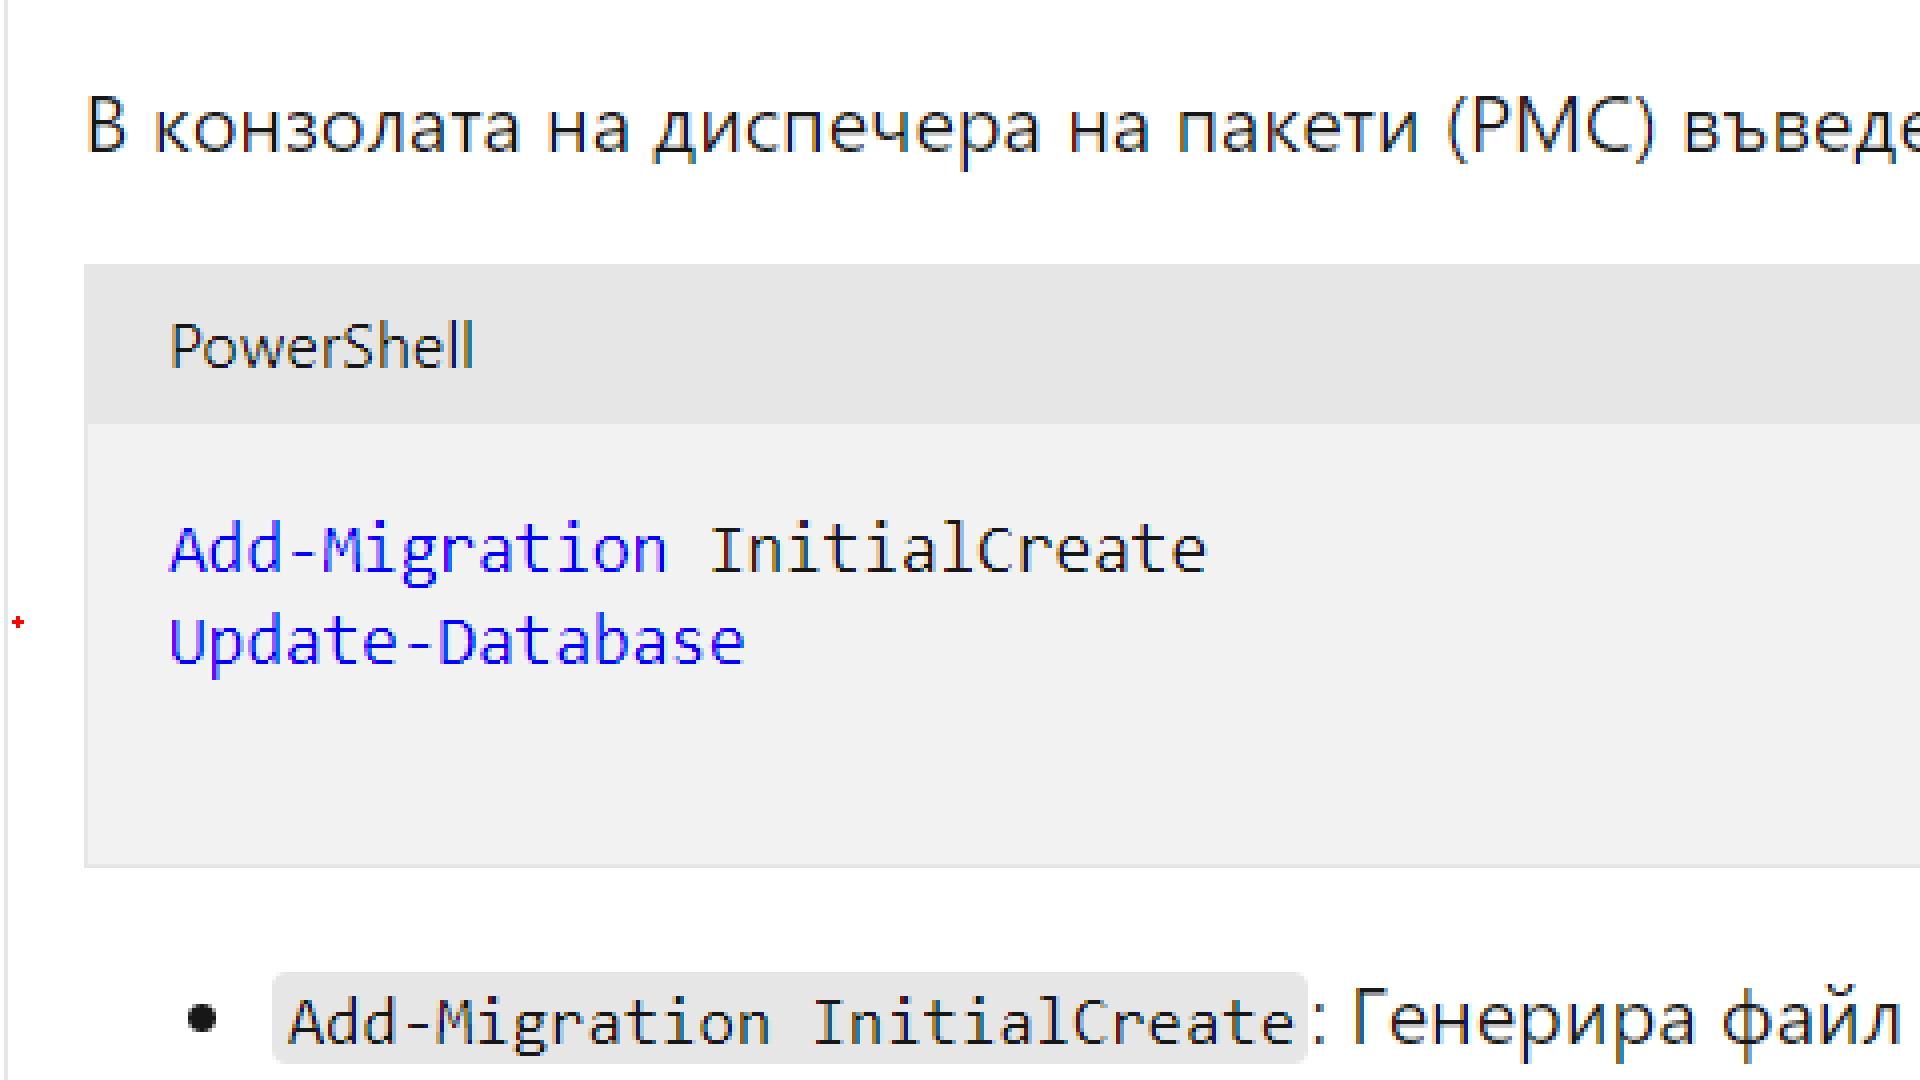 В конзолата на диспечера на пакети (PMC) въведе
PowerShell
Add-Migration InitialCreate
Update-Database
Add-Migration InitialCreate: Генерира файл